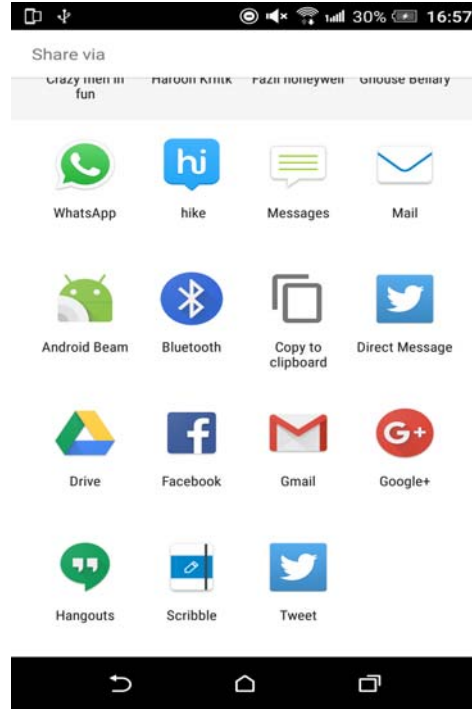 30% 16:57
Share via
Crazy men in fun
Haroon Kmtk
Fazil honeywell
Ghouse Bellary
hi
WhatsApp
hike
Messages
Mail
Android Beam
Bluetooth
Copy to
clipboard
Direct Message
f
G+
Drive
Facebook
Gmail
Google+
Hangouts
Scribble
Tweet